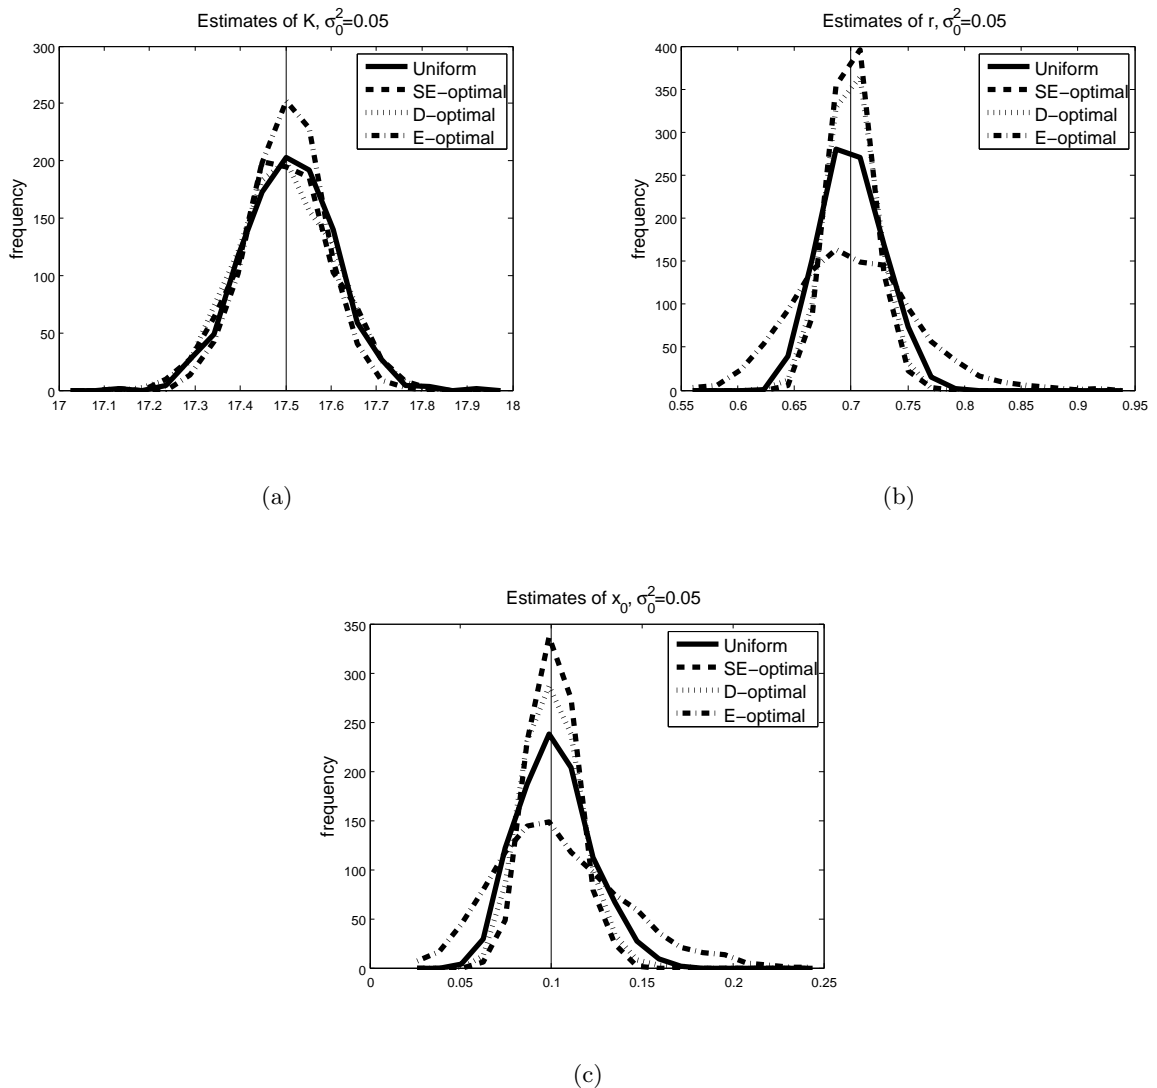 Estimates of K, σ₀²=0.05
300
250
200
150
100
50
0
frequency
17 17.1 17.2 17.3 17.4 17.5 17.6 17.7 17.8 17.9 18
Uniform
SE-optimal
D-optimal
E-optimal
(a)
Estimates of r, σ₀²=0.05
400
350
300
250
200
150
100
50
0
frequency
0.55 0.6 0.65 0.7 0.75 0.8 0.85 0.9 0.95
Uniform
SE-optimal
D-optimal
E-optimal
(b)
Estimates of x₀, σ₀²=0.05
350
300
250
200
150
100
50
0
frequency
0 0.05 0.1 0.15 0.2 0.25
Uniform
SE-optimal
D-optimal
E-optimal
(c)